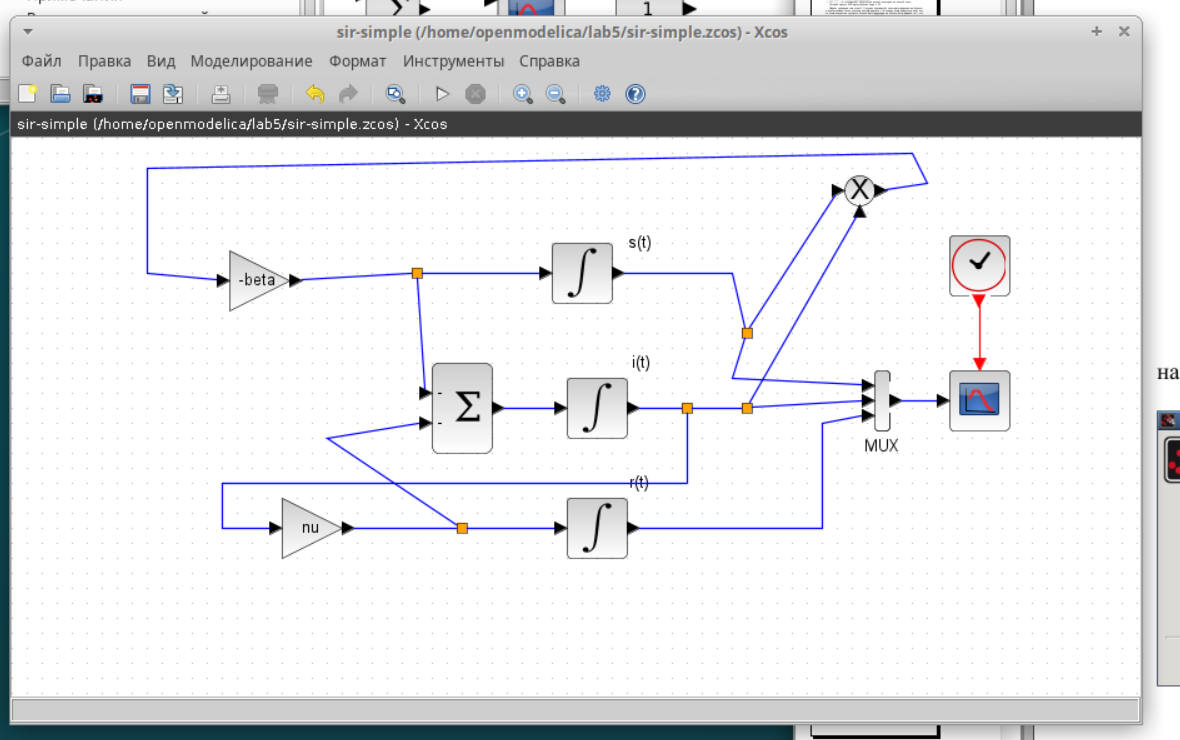 1
sir-simple (/home/openmodelica/lab5/sir-simple.zcos) - Xcos
Файл Правка Вид Моделирование Формат Инструменты Справка
sir-simple (/home/openmodelica/lab5/sir-simple.zcos) - Xcos
X
s(t)
-beta
∫
i(t)
на
-
Σ
∫
-
MUX
r(t)
nu
∫